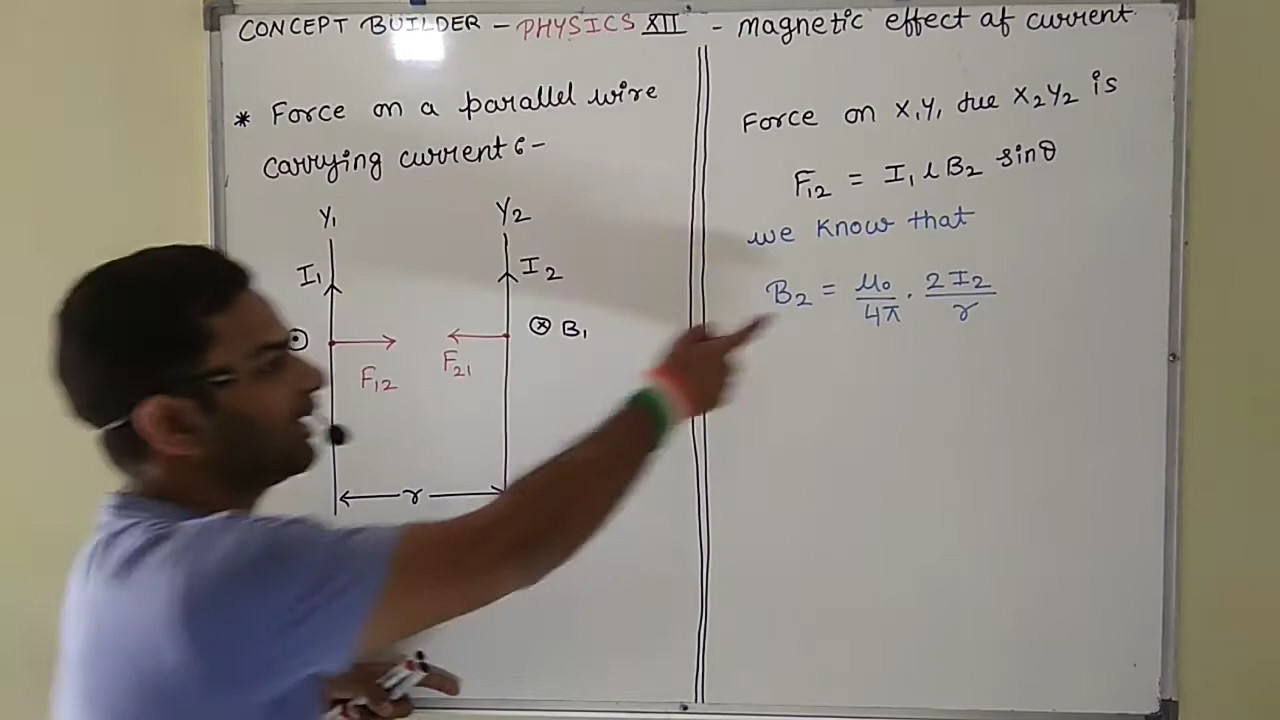 CONCEPT BUILDER - PHYSICS XII - magnetic effect af current
* Force on a parallel wire
carrying current :-
Y₁ Y₂
I₁ I₂
⊙ ⊗ B₁
F₁₂ F₂₁
r
Force on X₁Y₁ due X₂Y₂ is
F₁₂ = I₁ l B₂ sinθ
we know that
B₂ = μ₀/4π . 2I₂/r